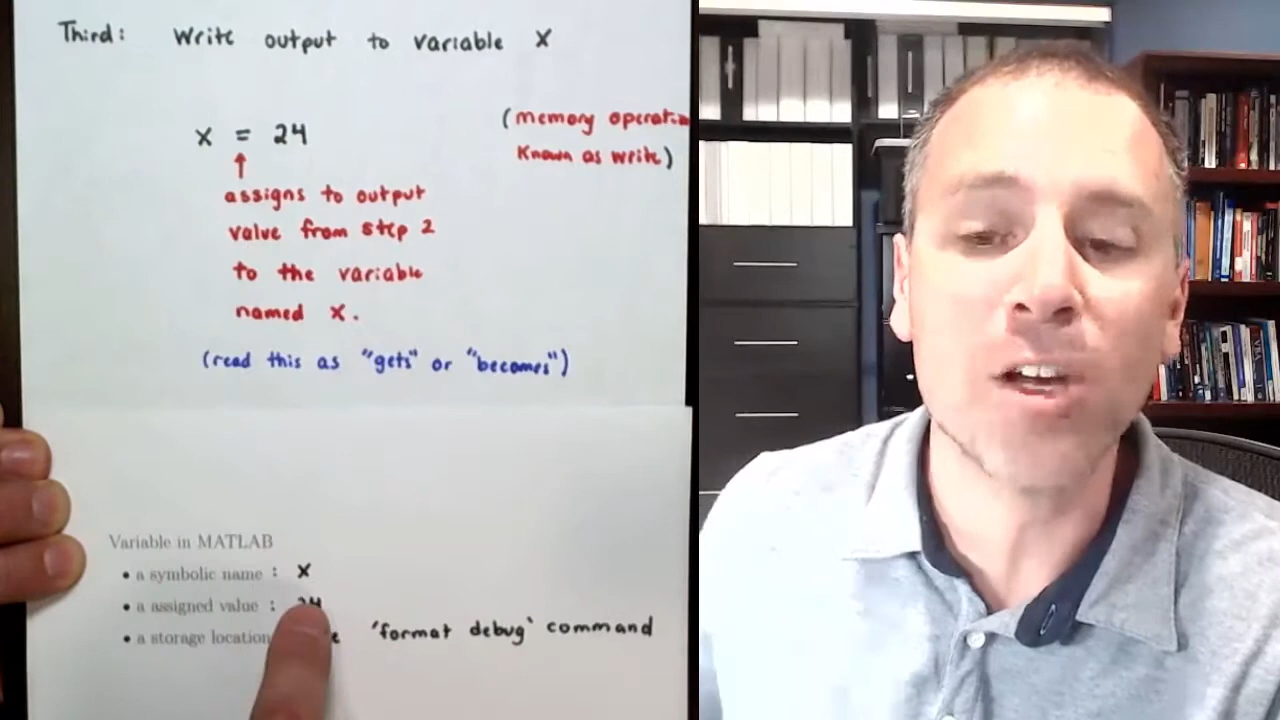 Third: Write output to variable X
(memory operation
Known as write)
X = 24
assigns to output
value from step 2
to the variable
named X.
(read this as "gets" or "becomes")
Variable in MATLAB
• a symbolic name : X
• a assigned value : 24
• a storage location 'format debug' command